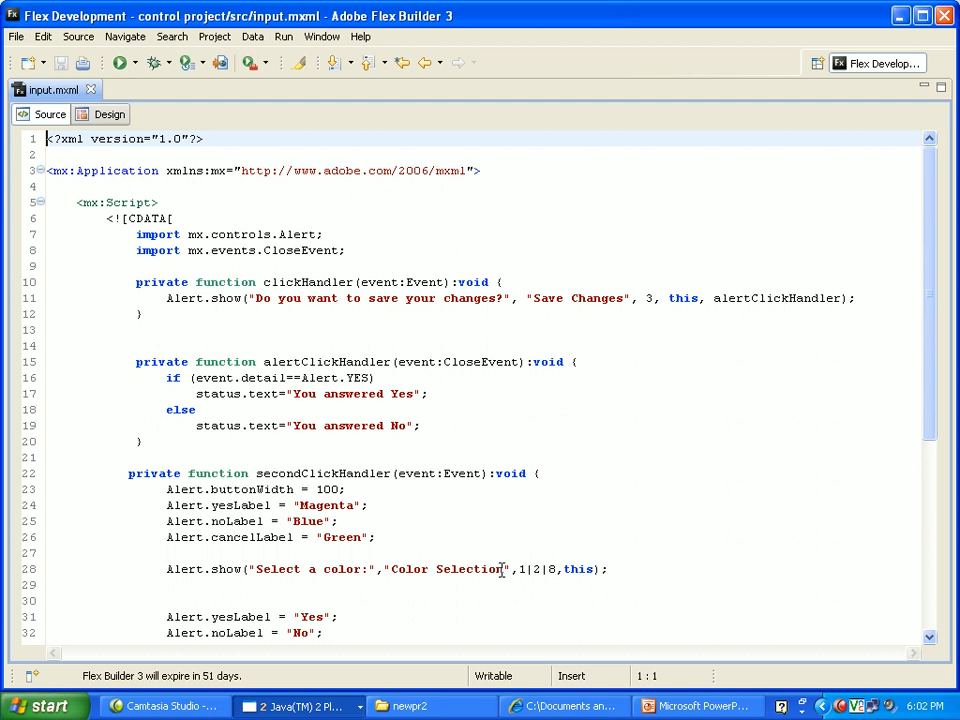 Flex Development - control project/src/input.mxml - Adobe Flex Builder 3
File Edit Source Navigate Search Project Data Run Window Help
Flex Develop...
input.mxml
Source Design
1 <?xml version="1.0"?>
2
3 <mx:Application xmlns:mx="http://www.adobe.com/2006/mxml">
4
5 <mx:Script>
6 <![CDATA[
7 import mx.controls.Alert;
8 import mx.events.CloseEvent;
9
10 private function clickHandler(event:Event):void {
11 Alert.show("Do you want to save your changes?", "Save Changes", 3, this, alertClickHandler);
12 }
13
14
15 private function alertClickHandler(event:CloseEvent):void {
16 if (event.detail==Alert.YES)
17 status.text="You answered Yes";
18 else
19 status.text="You answered No";
20 }
21
22 private function secondClickHandler(event:Event):void {
23 Alert.buttonWidth = 100;
24 Alert.yesLabel = "Magenta";
25 Alert.noLabel = "Blue";
26 Alert.cancelLabel = "Green";
27
28 Alert.show("Select a color:","Color Selection",1|2|8,this);
29
30
31 Alert.yesLabel = "Yes";
32 Alert.noLabel = "No";
Flex Builder 3 will expire in 51 days. Writable Insert 1 : 1
start Camtasia Studio -... 2 Java(TM) 2 Pl... newpr2 C:\Documents an... Microsoft PowerP... 6:02 PM